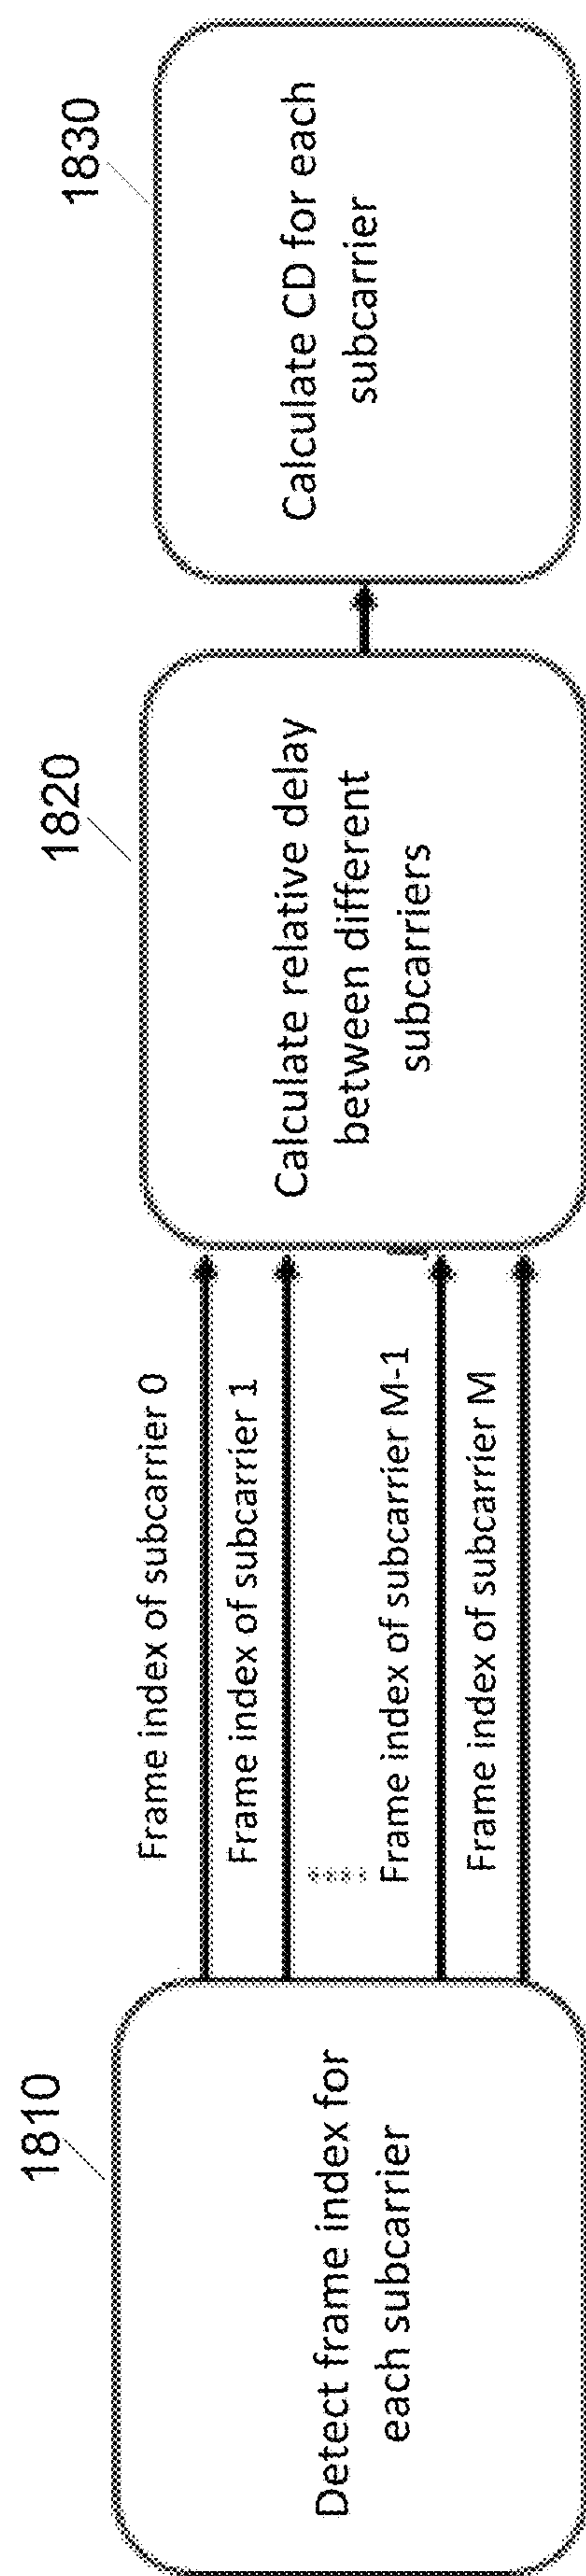 1810
Detect frame index for
each subcarrier
Frame index of subcarrier 0
Frame index of subcarrier 1
Frame index of subcarrier M-1
Frame index of subcarrier M
1820
Calculate relative delay
between different
subcarriers
1830
Calculate CD for each
subcarrier